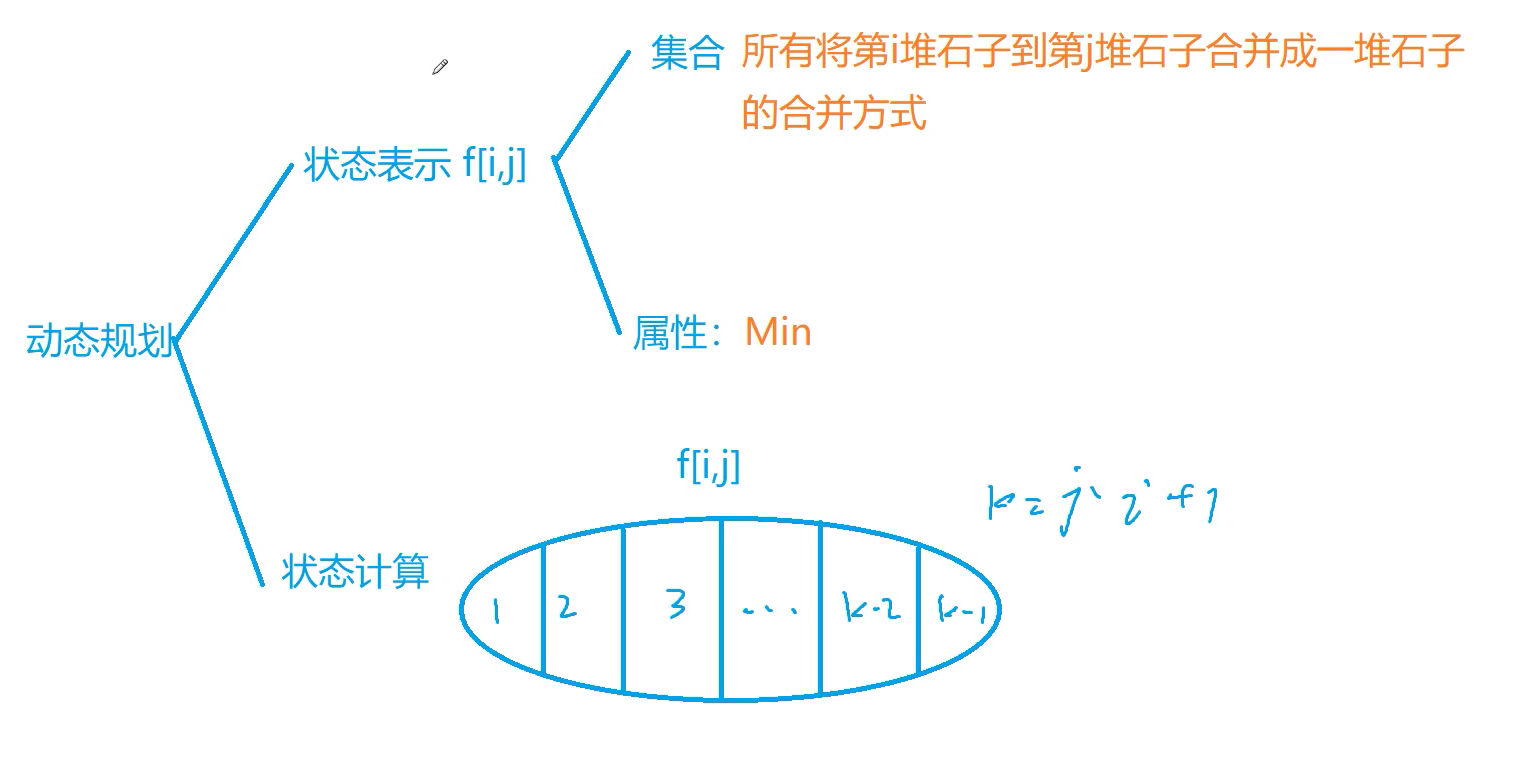 集合 所有将第i堆石子到第j堆石子合并成一堆石子
的合并方式
状态表示 f[i,j]
属性：Min
动态规划
f[i,j]
k=j-i+1
状态计算
1 2 3 ... k-2 k-1